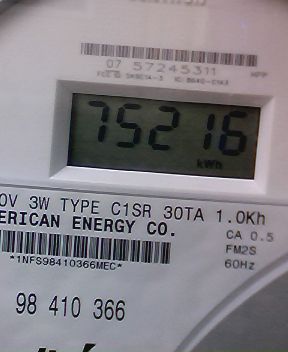 07 57245311
75216
kWh
0V 3W TYPE C1SR 30TA 1.0Kh
ERICAN ENERGY CO.
CA 0.5
FM2S
60Hz
*1NFS98410366MEC*
98 410 366